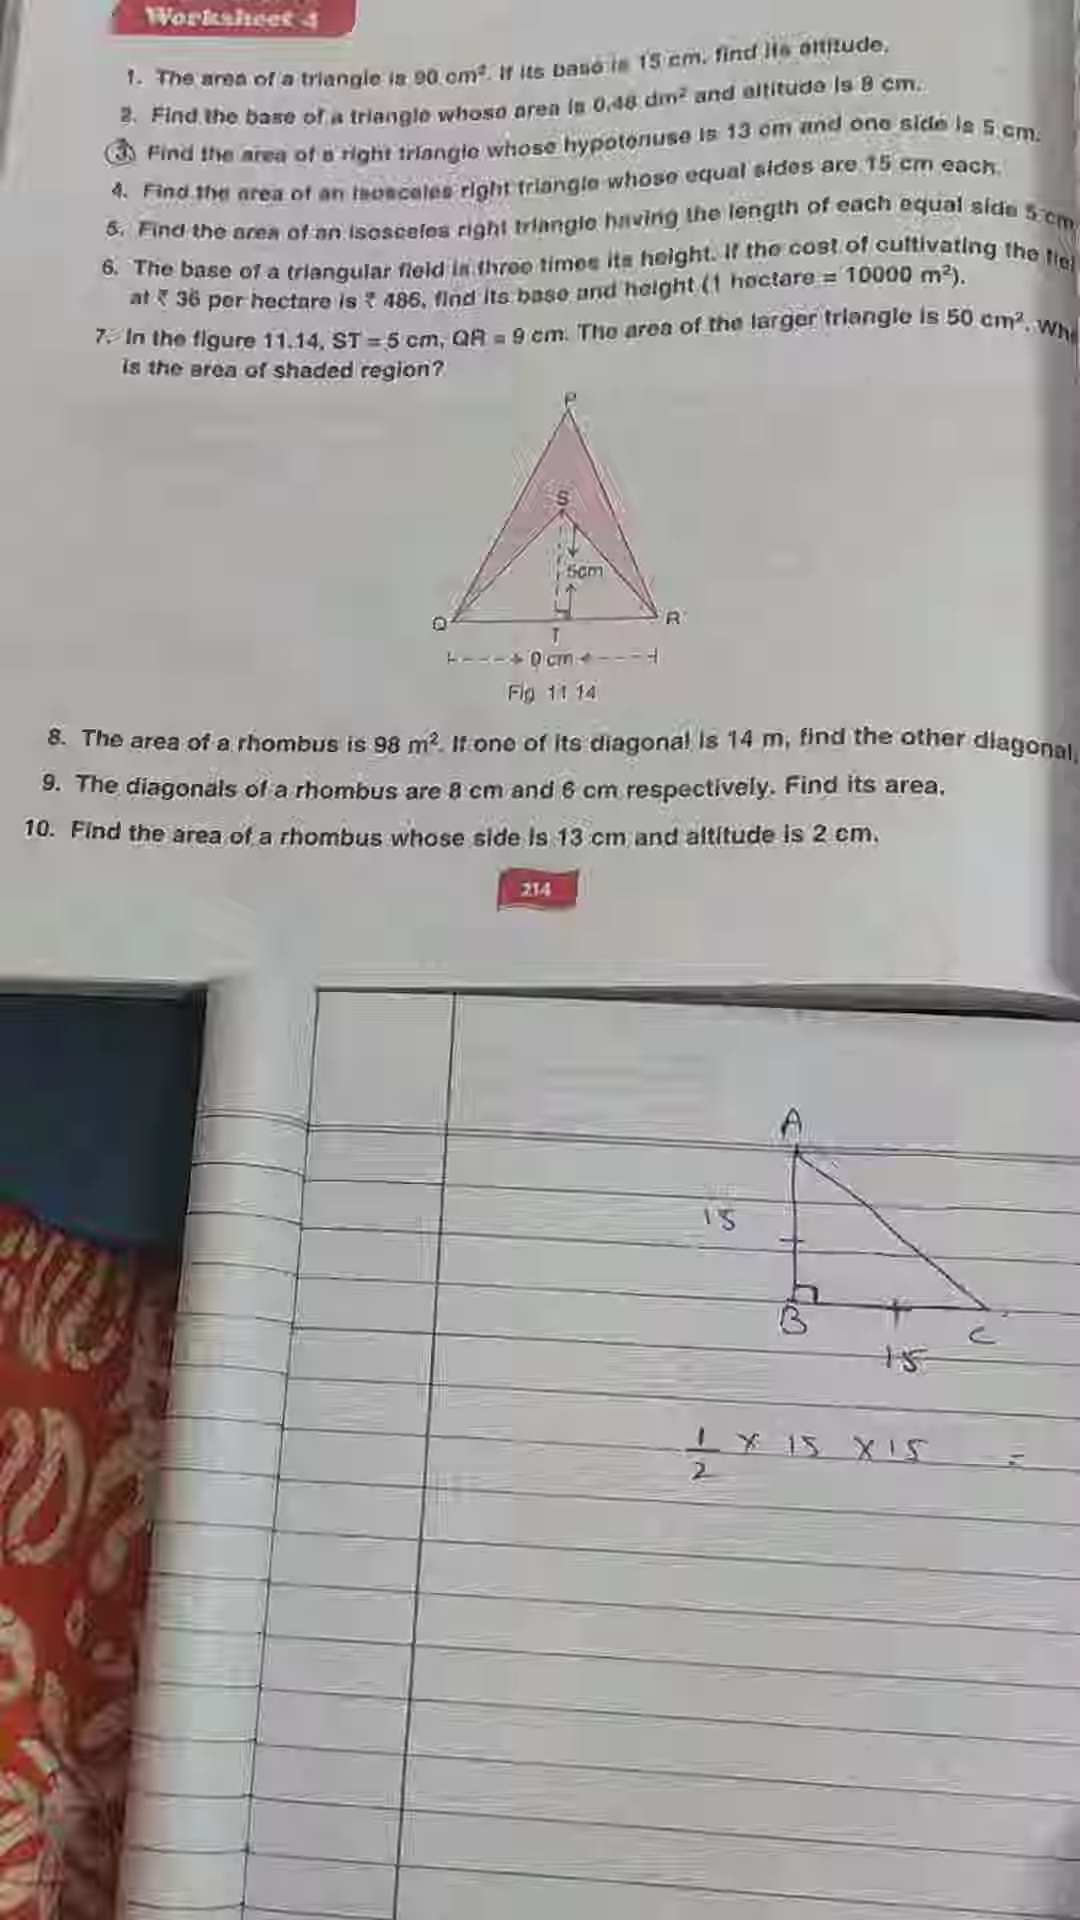 Worksheet 4
1. The area of a triangle is 90 cm². If its base is 15 cm, find its altitude.
2. Find the base of a triangle whose area is 0.48 dm² and altitude is 8 cm.
3. Find the area of a right triangle whose hypotenuse is 13 cm and one side is 5 cm.
4. Find the area of an isosceles right triangle whose equal sides are 15 cm each.
5. Find the area of an isosceles right triangle having the length of each equal side 5 cm
6. The base of a triangular field is three times its height. If the cost of cultivating the fiel
at ₹ 36 per hectare is ₹ 486, find its base and height (1 hectare = 10000 m²).
7. In the figure 11.14, ST = 5 cm, QR = 9 cm. The area of the larger triangle is 50 cm². Wha
is the area of shaded region?
P
S
5cm
Q
R
T
cm
Fig 11 14
8. The area of a rhombus is 98 m². If one of its diagonal is 14 m, find the other diagonal.
9. The diagonals of a rhombus are 8 cm and 6 cm respectively. Find its area.
10. Find the area of a rhombus whose side is 13 cm and altitude is 2 cm.
214
A
15
B
C
15
1/2 × 15 × 15 =